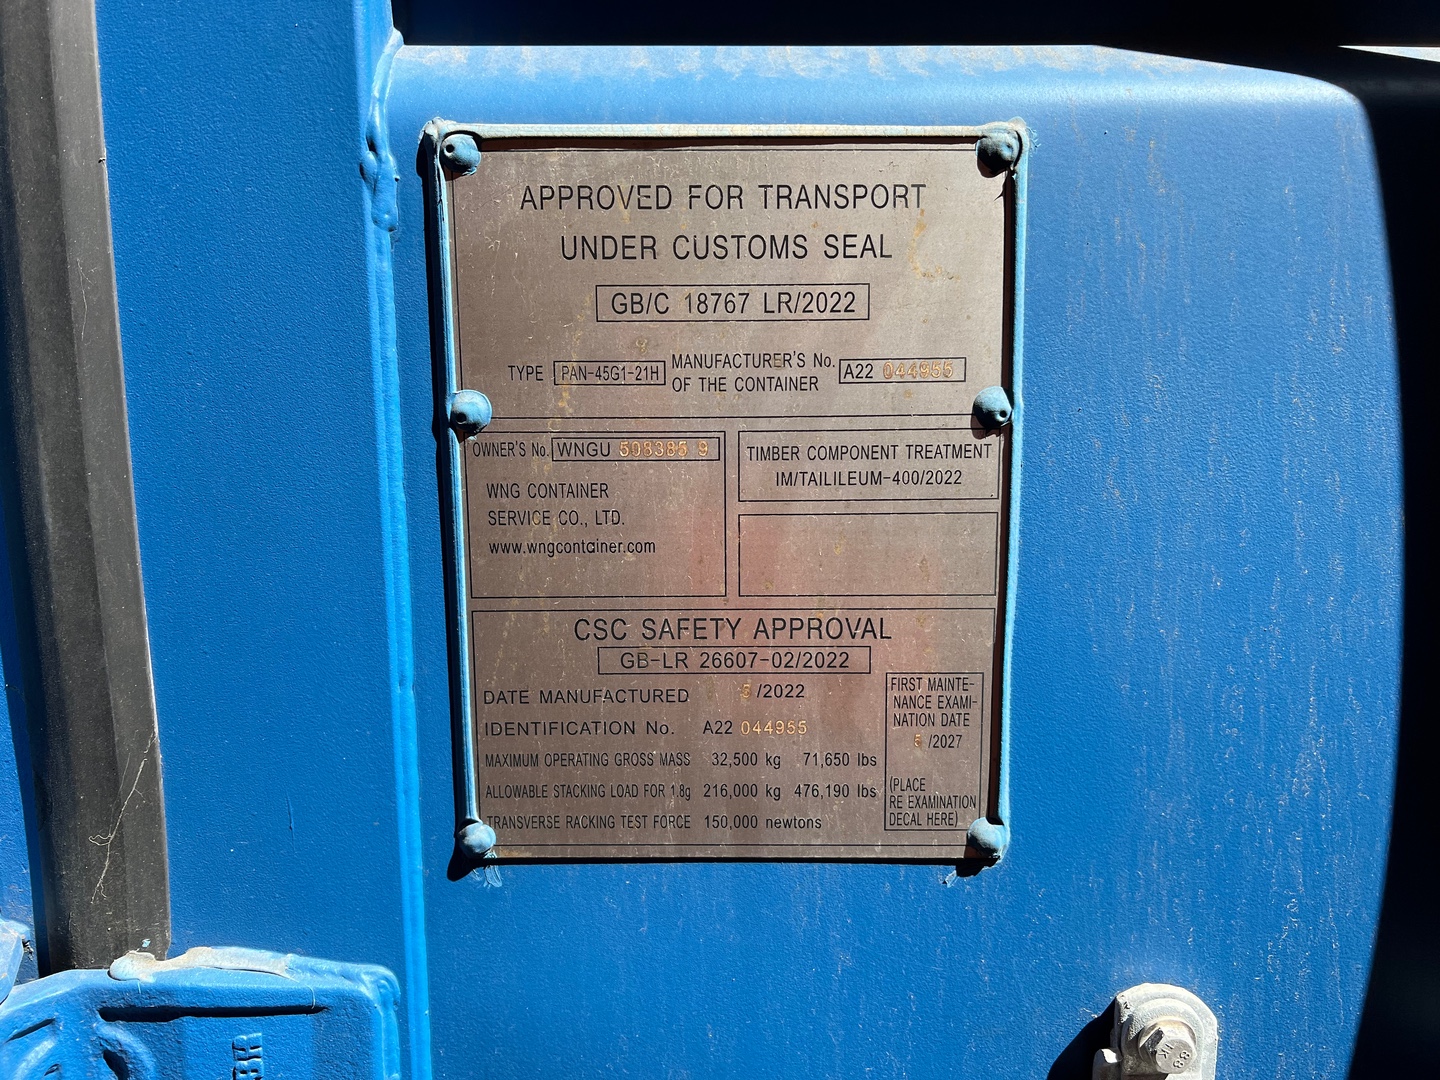 APPROVED FOR TRANSPORT
UNDER CUSTOMS SEAL
GB/C 18767 LR/2022
TYPE PAN-45G1-21H MANUFACTURER'S No. OF THE CONTAINER A22 044955
OWNER'S No. WNGU 508385 9
WNG CONTAINER
SERVICE CO., LTD.
www.wngcontainer.com
TIMBER COMPONENT TREATMENT
IM/TAILILEUM-400/2022
CSC SAFETY APPROVAL
GB-LR 26607-02/2022
DATE MANUFACTURED 5/2022
IDENTIFICATION No. A22 044955
MAXIMUM OPERATING GROSS MASS 32,500 kg 71,650 lbs
ALLOWABLE STACKING LOAD FOR 1.8g 216,000 kg 476,190 lbs
TRANSVERSE RACKING TEST FORCE 150,000 newtons
FIRST MAINTE-
NANCE EXAMI-
NATION DATE
5 /2027
(PLACE
RE EXAMINATION
DECAL HERE)
88